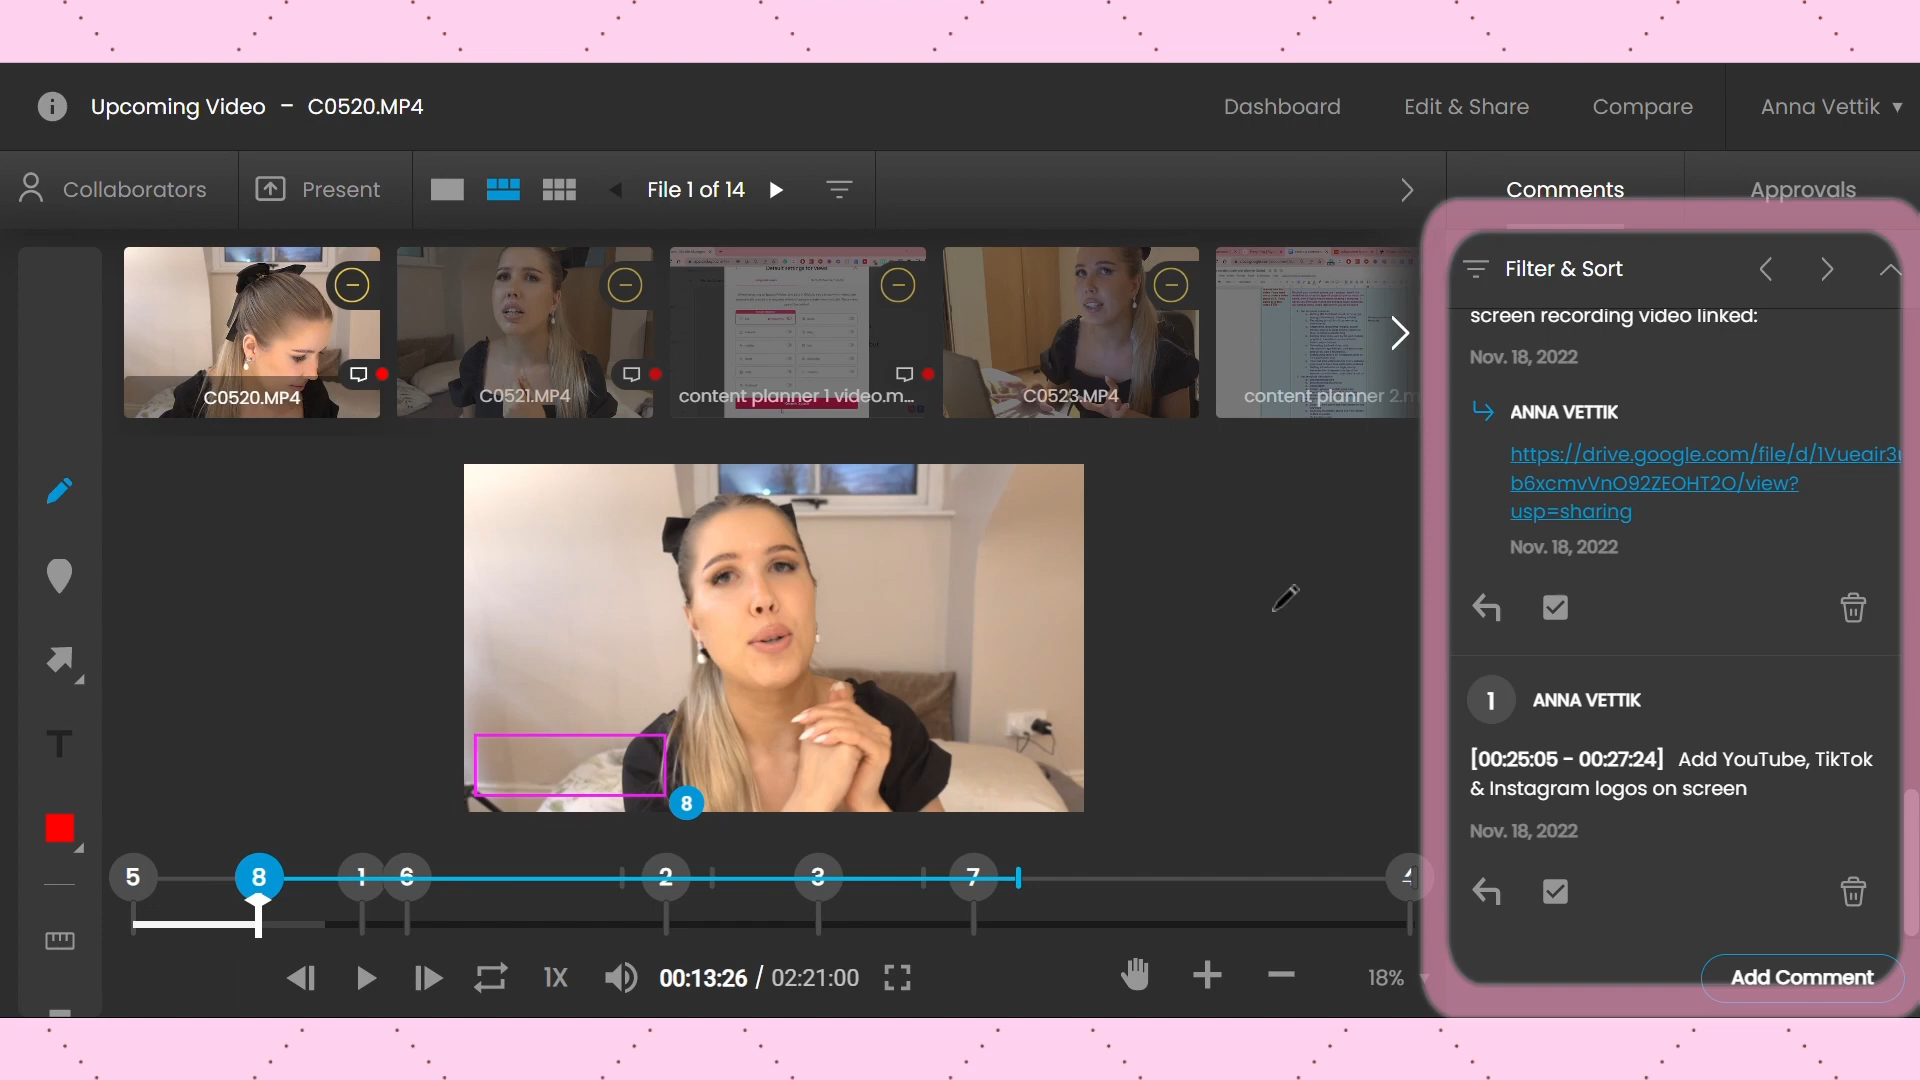 Upcoming Video – C0520.MP4
Dashboard
Edit & Share
Compare
Anna Vettik
Collaborators
Present
File 1 of 14
Comments
Approvals
C0520.MP4
C0521.MP4
content planner 1 video.m...
C0523.MP4
content planner 2.m
Filter & Sort
screen recording video linked:
Nov. 18, 2022
ANNA VETTIK
https://drive.google.com/file/d/1Vueair3
b6xcmvVnO92ZEOHT2O/view?
usp=sharing
Nov. 18, 2022
1 ANNA VETTIK
[00:25:05 - 00:27:24] Add YouTube, TikTok
& Instagram logos on screen
Nov. 18, 2022
Add Comment
T
8
5 8 1 6 2 3 7 4
1X
00:13:26 / 02:21:00
18%